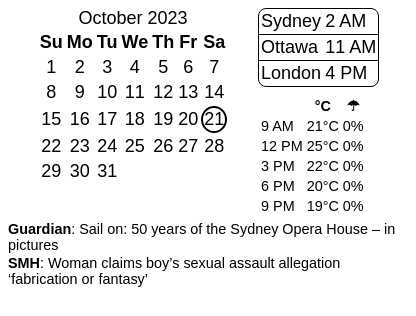 October 2023
Su Mo Tu We Th Fr Sa
1 2 3 4 5 6 7
8 9 10 11 12 13 14
15 16 17 18 19 20 21
22 23 24 25 26 27 28
29 30 31
Sydney 2 AM
Ottawa 11 AM
London 4 PM
°C ☂
9 AM 21°C 0%
12 PM 25°C 0%
3 PM 22°C 0%
6 PM 20°C 0%
9 PM 19°C 0%
Guardian: Sail on: 50 years of the Sydney Opera House – in
pictures
SMH: Woman claims boy’s sexual assault allegation
‘fabrication or fantasy’